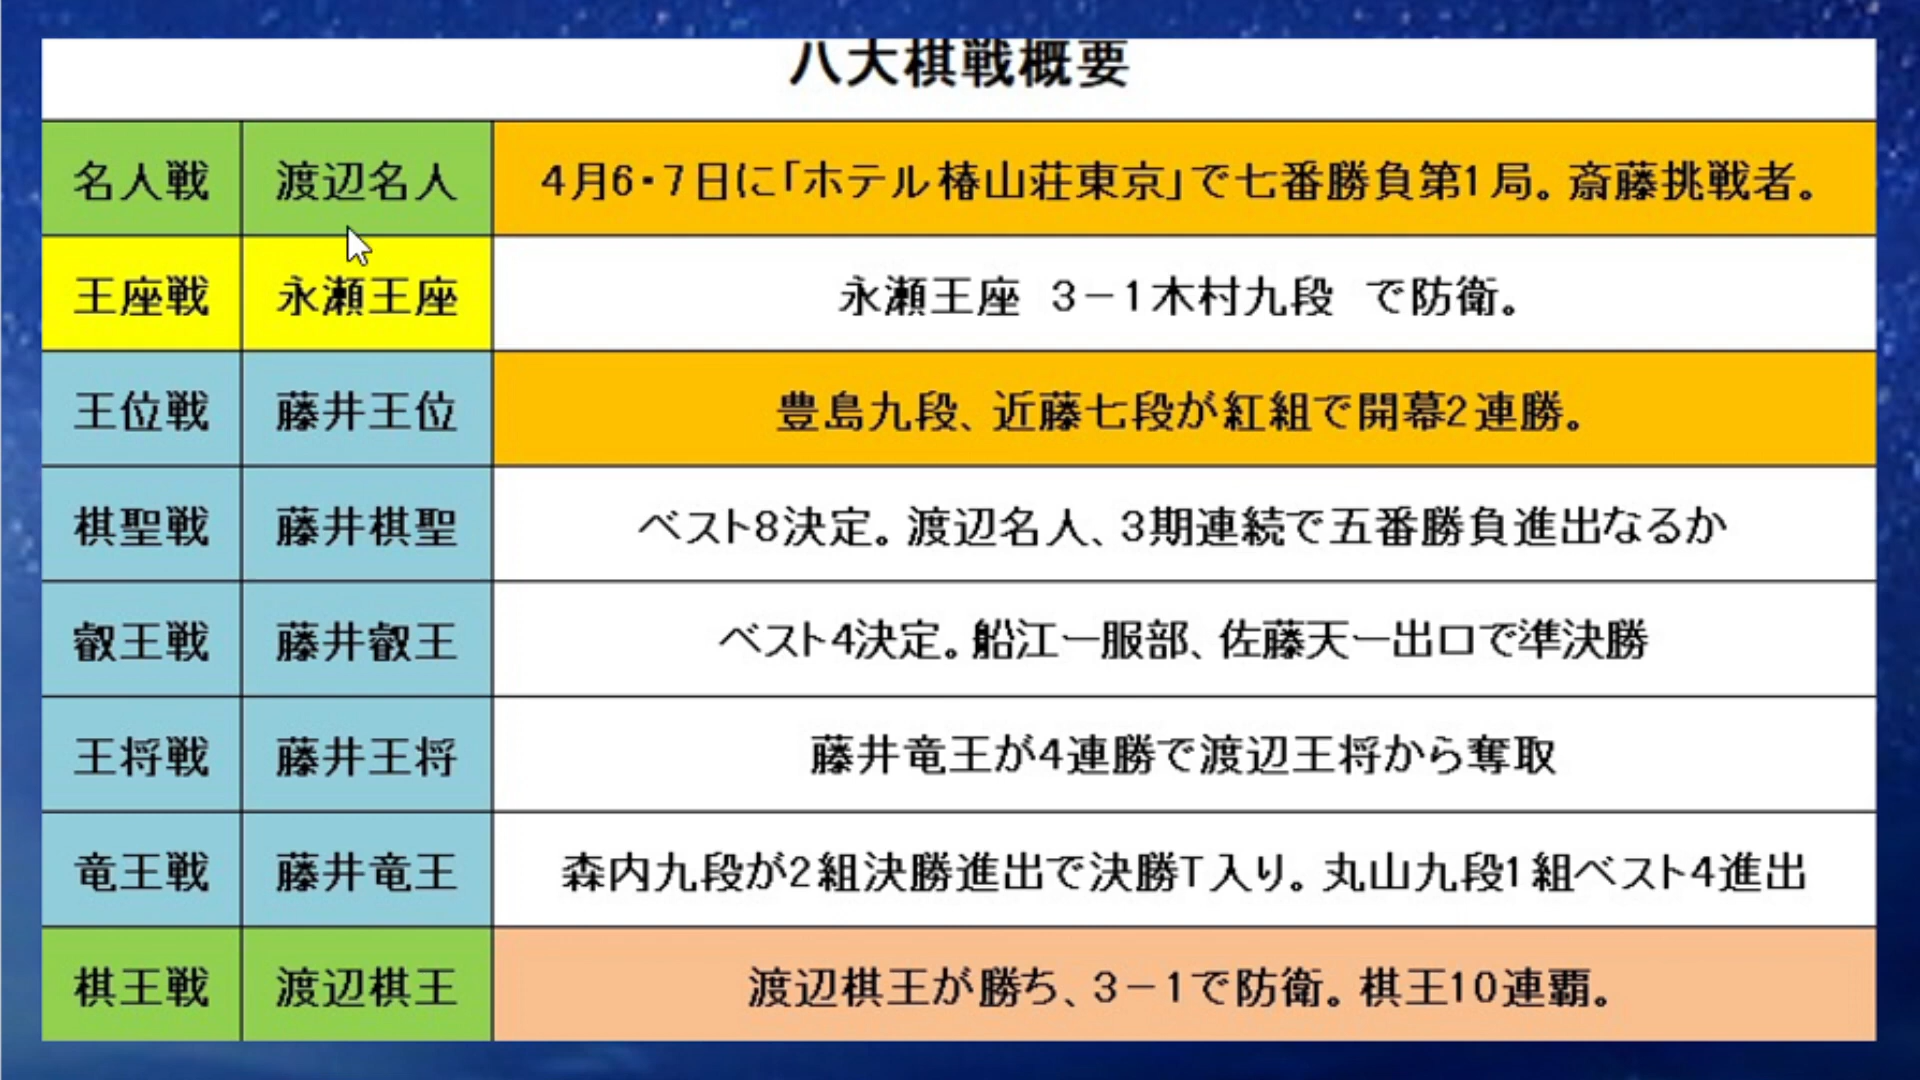 八大棋戦概要
名人戦 渡辺名人 4月6・7日に「ホテル椿山荘東京」で七番勝負第1局。斎藤挑戦者。
王座戦 永瀬王座 永瀬王座 3－1木村九段 で防衛。
王位戦 藤井王位 豊島九段、近藤七段が紅組で開幕2連勝。
棋聖戦 藤井棋聖 ベスト8決定。渡辺名人、3期連続で五番勝負進出なるか
叡王戦 藤井叡王 ベスト4決定。船江ー服部、佐藤天ー出口で準決勝
王将戦 藤井王将 藤井竜王が4連勝で渡辺王将から奪取
竜王戦 藤井竜王 森内九段が2組決勝進出で決勝T入り。丸山九段1組ベスト4進出
棋王戦 渡辺棋王 渡辺棋王が勝ち、3－1で防衛。棋王10連覇。